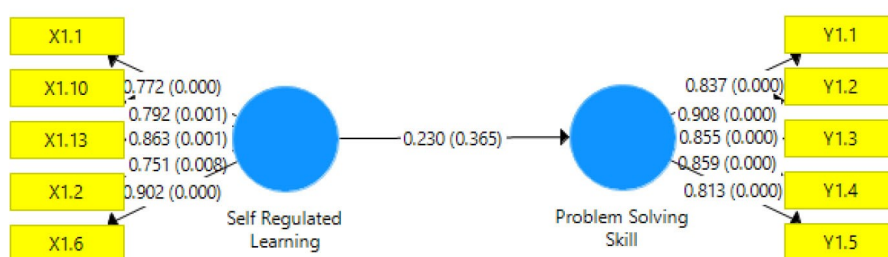 X1.1
X1.10
X1.13
X1.2
X1.6
0.772 (0.000)
0.792 (0.001)
0.863 (0.001)
0.751 (0.008)
0.902 (0.000)
Self Regulated
Learning
0.230 (0.365)
Problem Solving
Skill
0.837 (0.000)
0.908 (0.000)
0.855 (0.000)
0.859 (0.000)
0.813 (0.000)
Y1.1
Y1.2
Y1.3
Y1.4
Y1.5